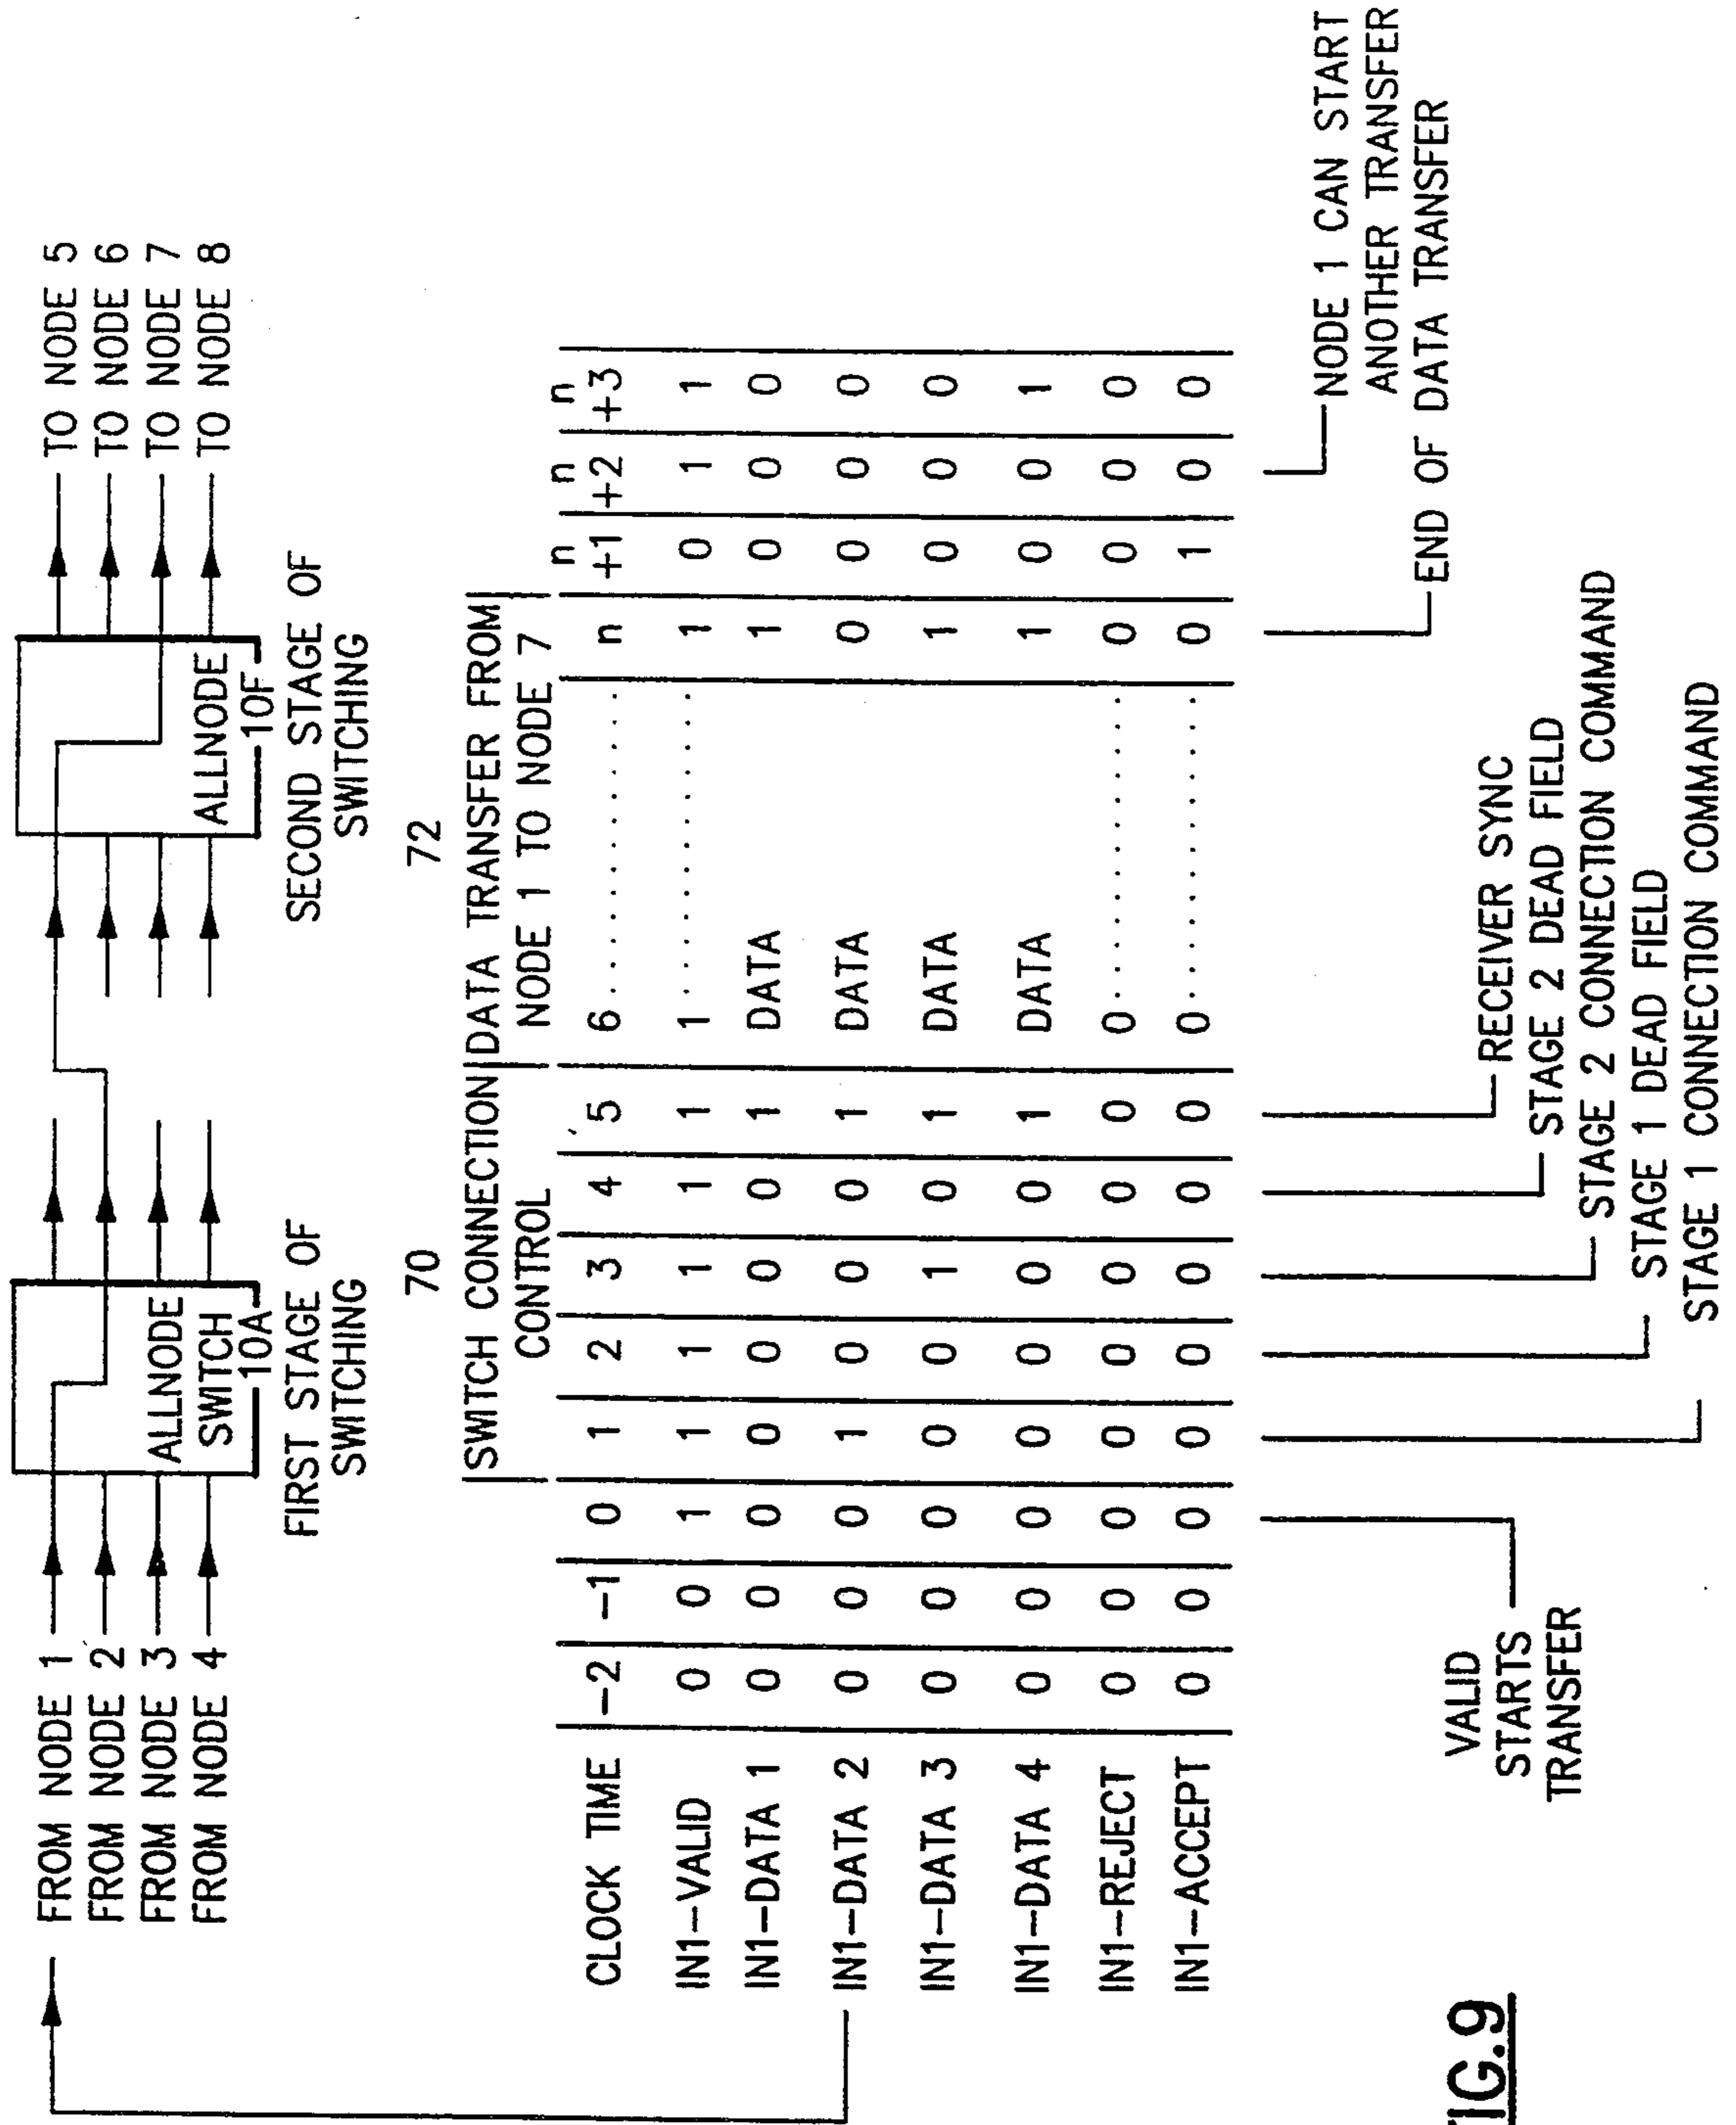 FROM NODE 1
FROM NODE 2
FROM NODE 3
FROM NODE 4
ALLNODE
SWITCH
10A
FIRST STAGE OF
SWITCHING
ALLNODE
10F
SECOND STAGE OF
SWITCHING
TO NODE 5
TO NODE 6
TO NODE 7
TO NODE 8
70
72
SWITCH CONNECTION
CONTROL
DATA TRANSFER FROM
NODE 1 TO NODE 7
CLOCK TIME -2 -1 0 1 2 3 4 5 6 . . . . . . . . . . n n+1 n+2 n+3
IN1-VALID 0 0 1 1 1 1 1 1 1 . . . . . . . . . . 1 0 1 1
IN1-DATA 1 0 0 0 0 0 0 0 1 DATA 1 0 0 0
IN1-DATA 2 0 0 0 1 0 0 0 1 DATA 0 0 0 0
IN1-DATA 3 0 0 0 0 0 1 0 1 DATA 1 0 0 0
IN1-DATA 4 0 0 0 0 0 0 0 1 DATA 1 0 0 1
IN1-REJECT 0 0 0 0 0 0 0 0 0 . . . . . . . . . . 0 0 0 0
IN1-ACCEPT 0 0 0 0 0 0 0 0 0 . . . . . . . . . . 0 1 0 0
VALID
STARTS
TRANSFER
NODE 1 CAN START
ANOTHER TRANSFER
END OF DATA TRANSFER
RECEIVER SYNC
STAGE 2 DEAD FIELD
STAGE 2 CONNECTION COMMAND
STAGE 1 DEAD FIELD
STAGE 1 CONNECTION COMMAND
FIG.9